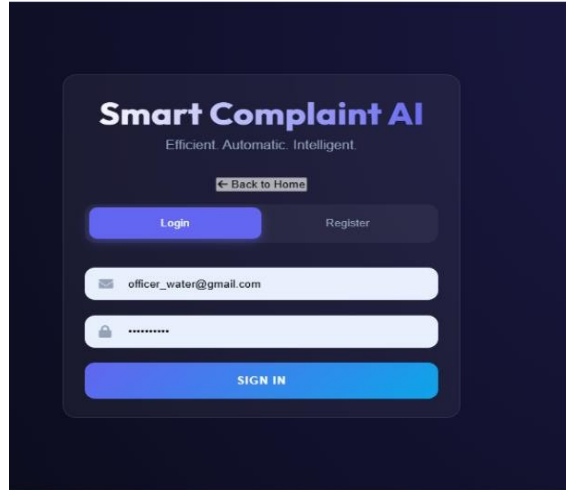 Smart Complaint AI
Efficient. Automatic. Intelligent.
← Back to Home
Login Register
officer_water@gmail.com
••••••••••
SIGN IN